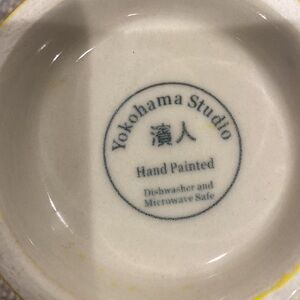 Yokohama Studio
濱人
Hand Painted
Dishwasher and
Microwave Safe